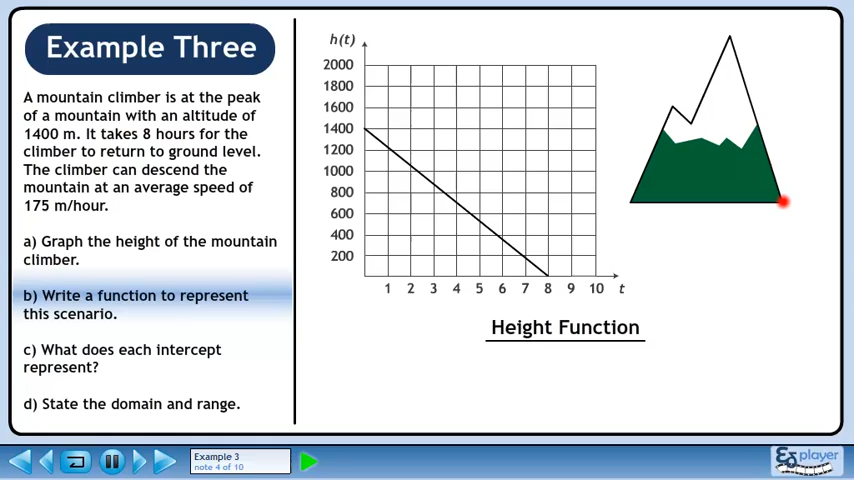 Example Three
A mountain climber is at the peak
of a mountain with an altitude of
1400 m. It takes 8 hours for the
climber to return to ground level.
The climber can descend the
mountain at an average speed of
175 m/hour.
a) Graph the height of the mountain
climber.
b) Write a function to represent
this scenario.
c) What does each intercept
represent?
d) State the domain and range.
h(t)
2000
1800
1600
1400
1200
1000
800
600
400
200
1 2 3 4 5 6 7 8 9 10 t
Height Function
Example 3
note 4 of 10
player